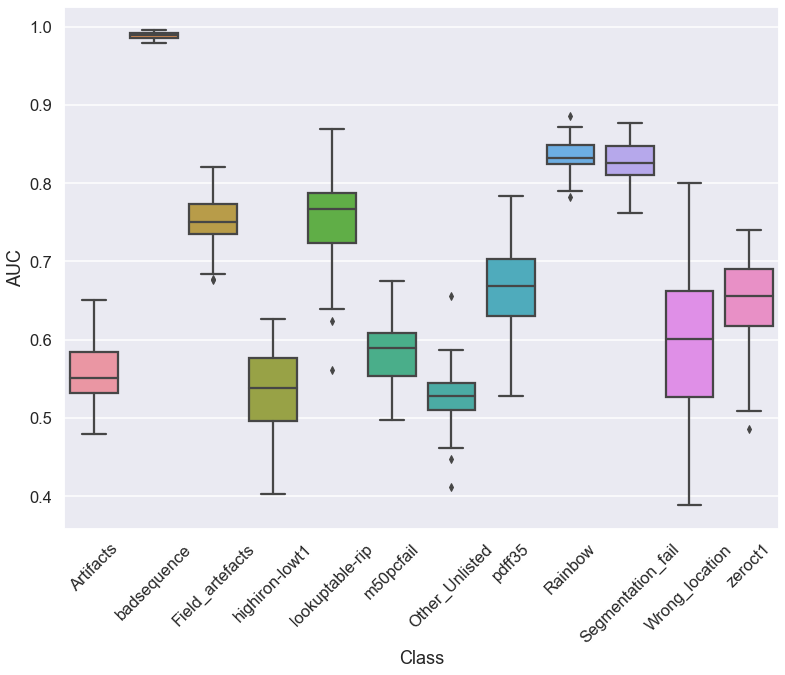 1.0
0.9
0.8
0.7
0.6
0.5
0.4
AUC
Artifacts
badsequence
Field_artefacts
highiron-lowt1
lookuptable-rip
m50pcfail
Other_Unlisted
pdff35
Rainbow
Segmentation_fail
Wrong_location
zeroct1
Class